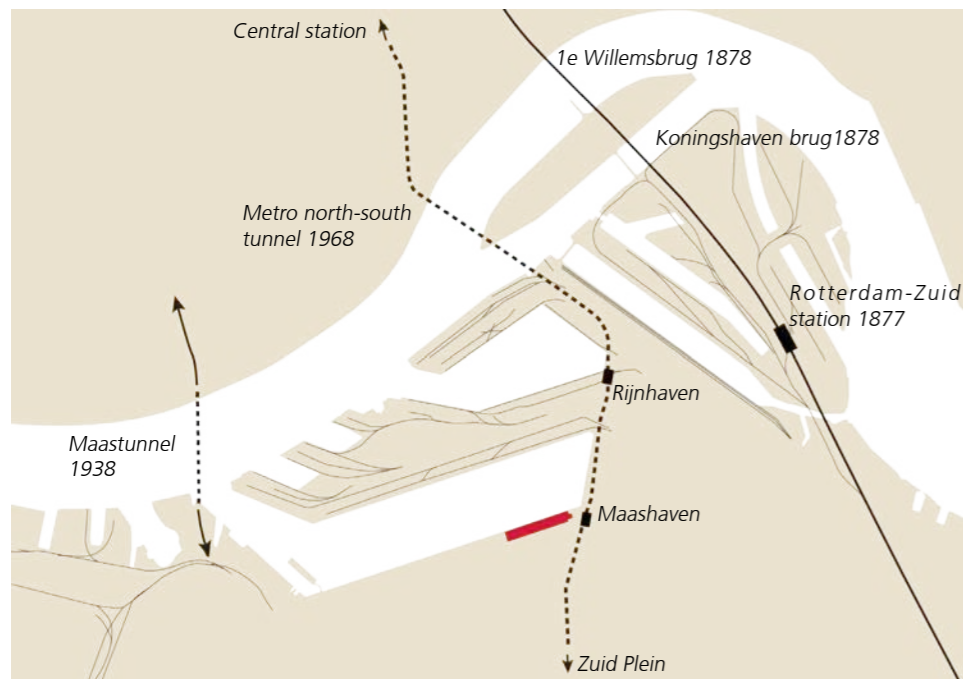 Central station
1e Willemsbrug 1878
Koningshaven brug1878
Metro north-south
tunnel 1968
Rotterdam-Zuid
station 1877
Rijnhaven
Maastunnel
1938
Maashaven
Zuid Plein